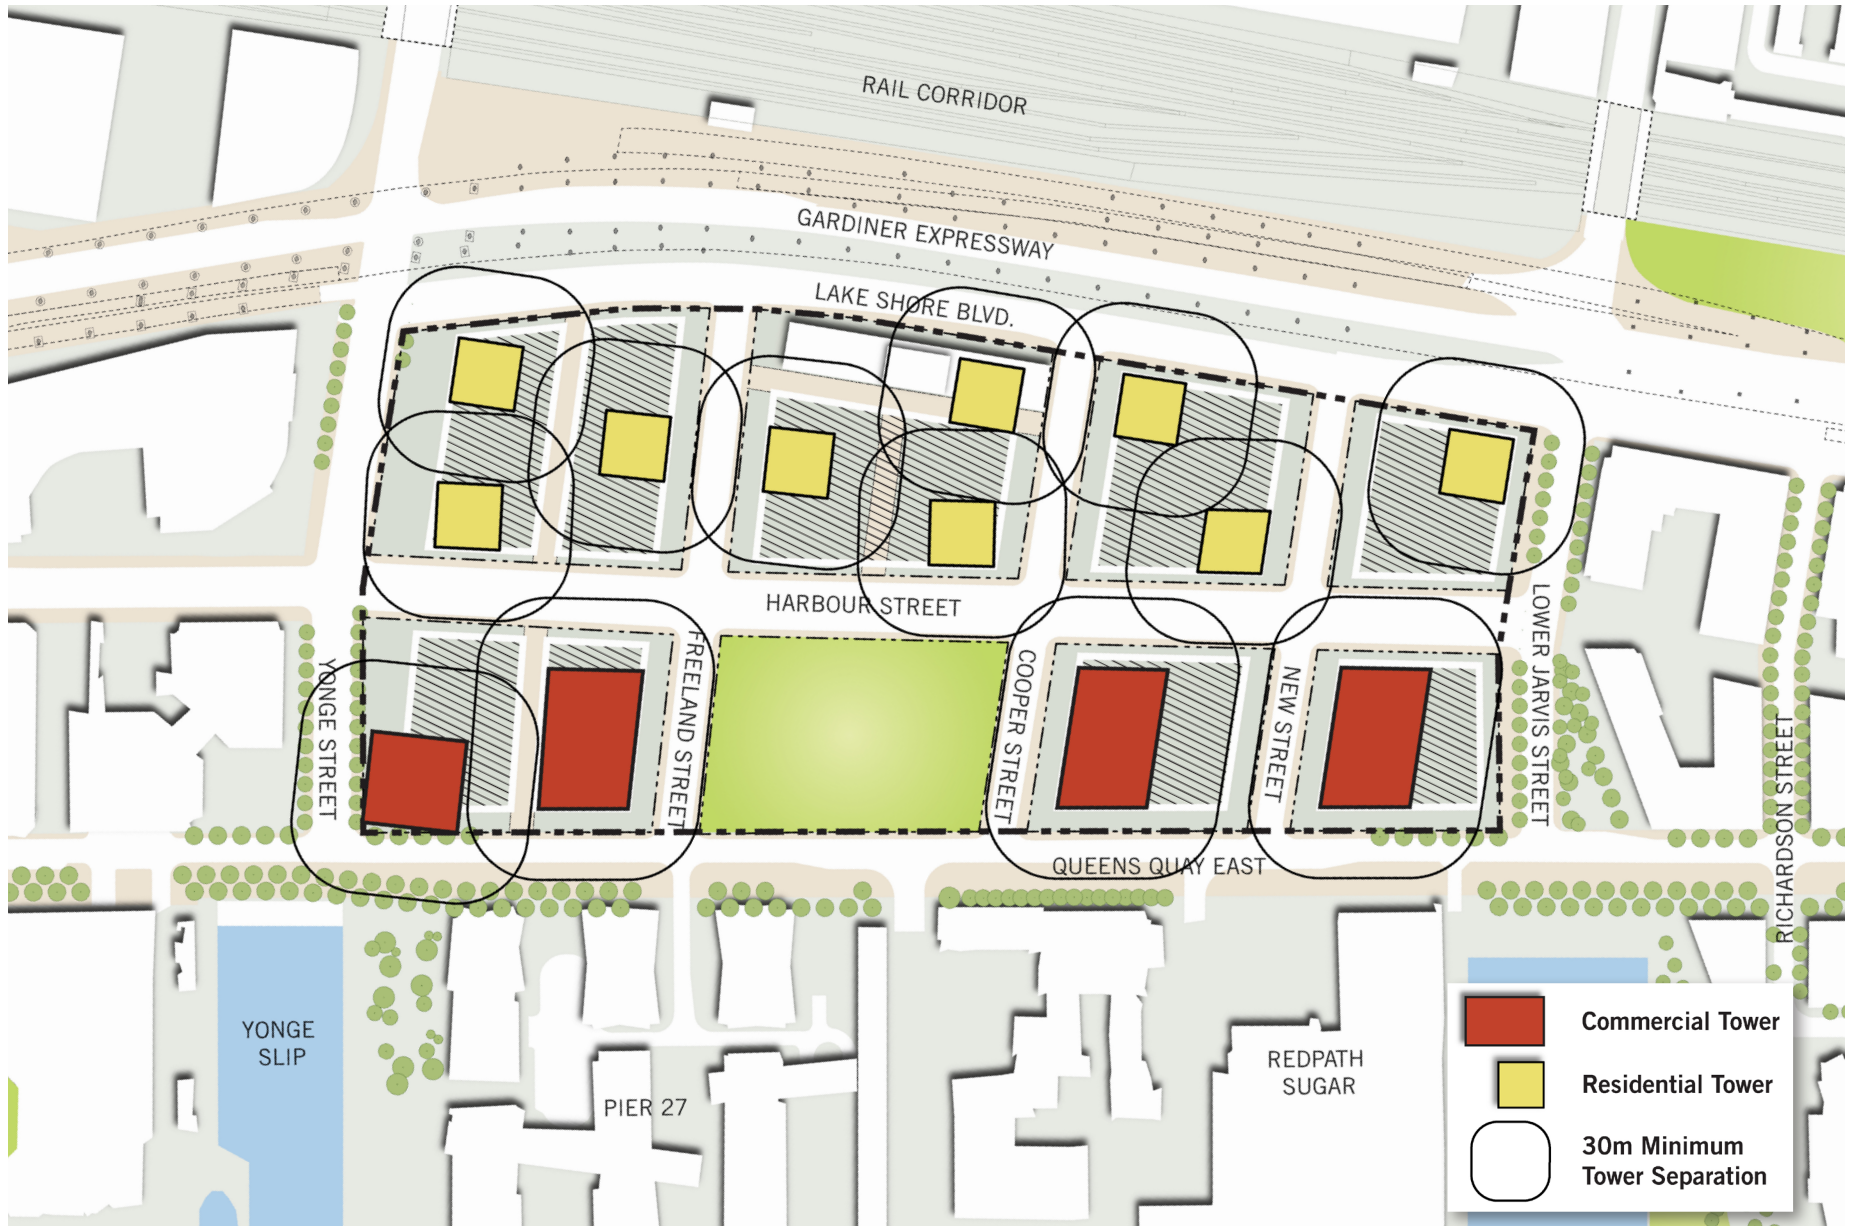 RAIL CORRIDOR
GARDINER EXPRESSWAY
LAKE SHORE BLVD.
HARBOUR STREET
YONGE STREET
FREELAND STREET
COOPER STREET
NEW STREET
LOWER JARVIS STREET
RICHARDSON STREET
QUEENS QUAY EAST
YONGE
SLIP
PIER 27
REDPATH
SUGAR
Commercial Tower
Residential Tower
30m Minimum
Tower Separation